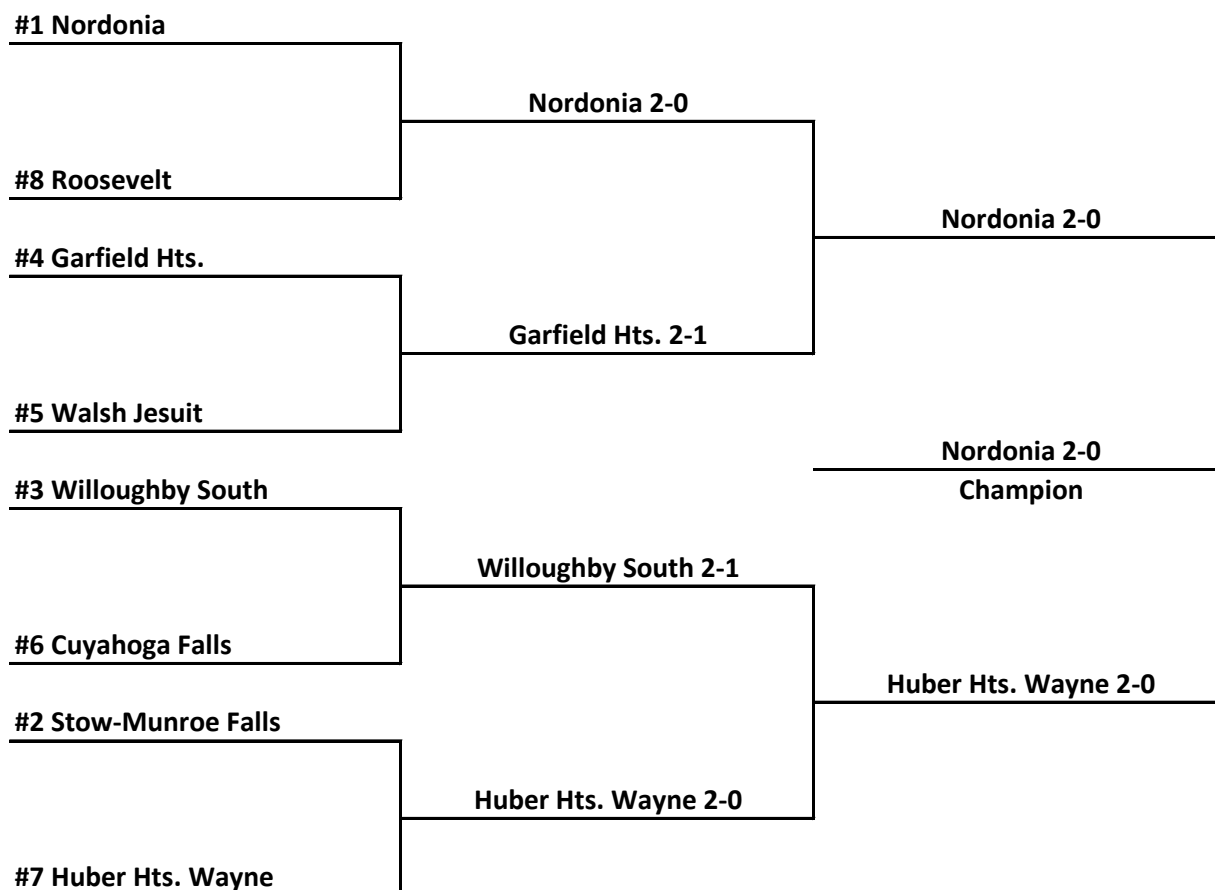 #1 Nordonia
Nordonia 2-0
#8 Roosevelt
Nordonia 2-0
#4 Garfield Hts.
Garfield Hts. 2-1
#5 Walsh Jesuit
Nordonia 2-0
Champion
#3 Willoughby South
Willoughby South 2-1
#6 Cuyahoga Falls
Huber Hts. Wayne 2-0
#2 Stow-Munroe Falls
Huber Hts. Wayne 2-0
#7 Huber Hts. Wayne